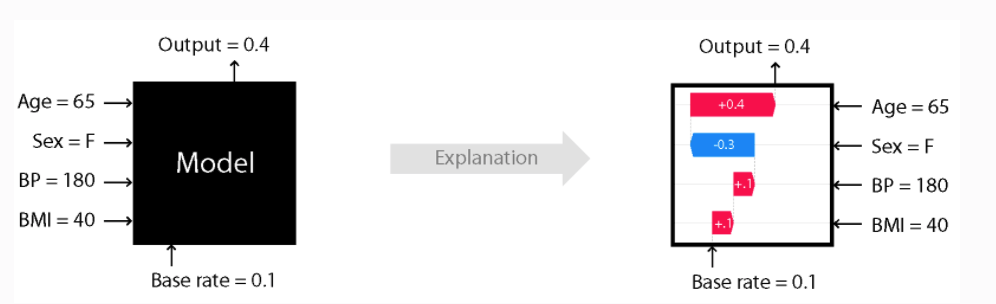 Output = 0.4
Age = 65
Sex = F
BP = 180
BMI = 40
Model
Base rate = 0.1
Explanation
Output = 0.4
+0.4
Age = 65
-0.3
Sex = F
+.1
BP = 180
+.1
BMI = 40
Base rate = 0.1